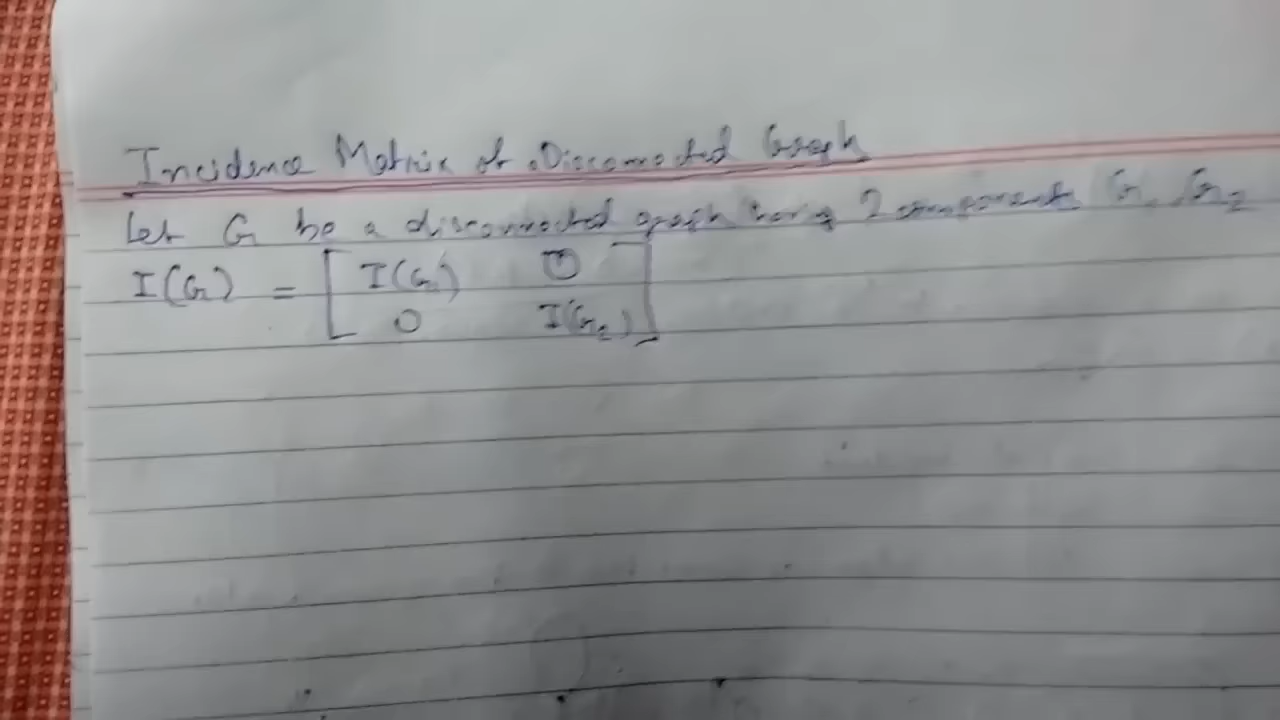 Incidence Matrix of Disconnected Graph
Let G be a disconnected graph having 2 components G1, G2
I(G) = [ I(G1) 0
0 I(G2) ]